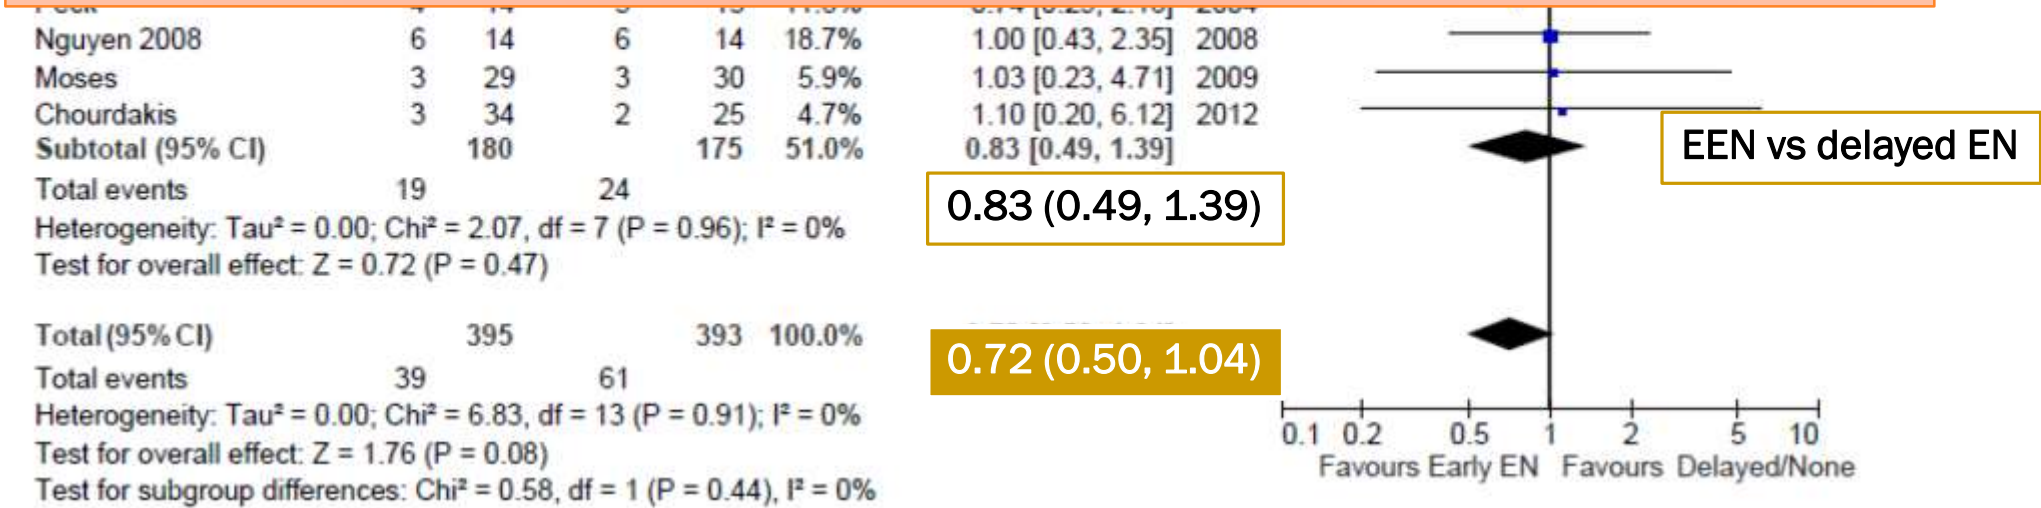 Nguyen 2008 6 14 6 14 18.7% 1.00 [0.43, 2.35] 2008
Moses 3 29 3 30 5.9% 1.03 [0.23, 4.71] 2009
Chourdakis 3 34 2 25 4.7% 1.10 [0.20, 6.12] 2012
Subtotal (95% CI) 180 175 51.0% 0.83 [0.49, 1.39]
EEN vs delayed EN
Total events 19 24
0.83 (0.49, 1.39)
Heterogeneity: Tau² = 0.00; Chi² = 2.07, df = 7 (P = 0.96); I² = 0%
Test for overall effect: Z = 0.72 (P = 0.47)
Total (95% CI) 395 393 100.0%
0.72 (0.50, 1.04)
Total events 39 61
Heterogeneity: Tau² = 0.00; Chi² = 6.83, df = 13 (P = 0.91); I² = 0%
Test for overall effect: Z = 1.76 (P = 0.08)
Test for subgroup differences: Chi² = 0.58, df = 1 (P = 0.44), I² = 0%
0.1 0.2 0.5 1 2 5 10
Favours Early EN Favours Delayed/None